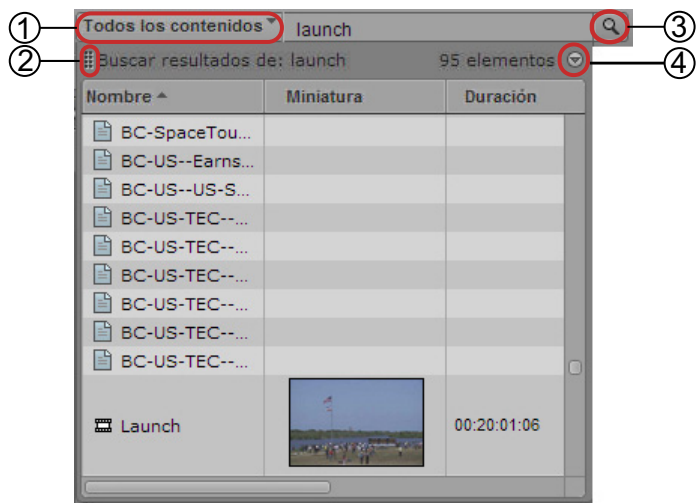 1 Todos los contenidos launch 3
2 Buscar resultados de: launch 95 elementos 4
Nombre Miniatura Duración
BC-SpaceTou...
BC-US--Earns...
BC-US--US-S...
BC-US-TEC--...
BC-US-TEC--...
BC-US-TEC--...
BC-US-TEC--...
BC-US-TEC--...
BC-US-TEC--...
Launch 00:20:01:06